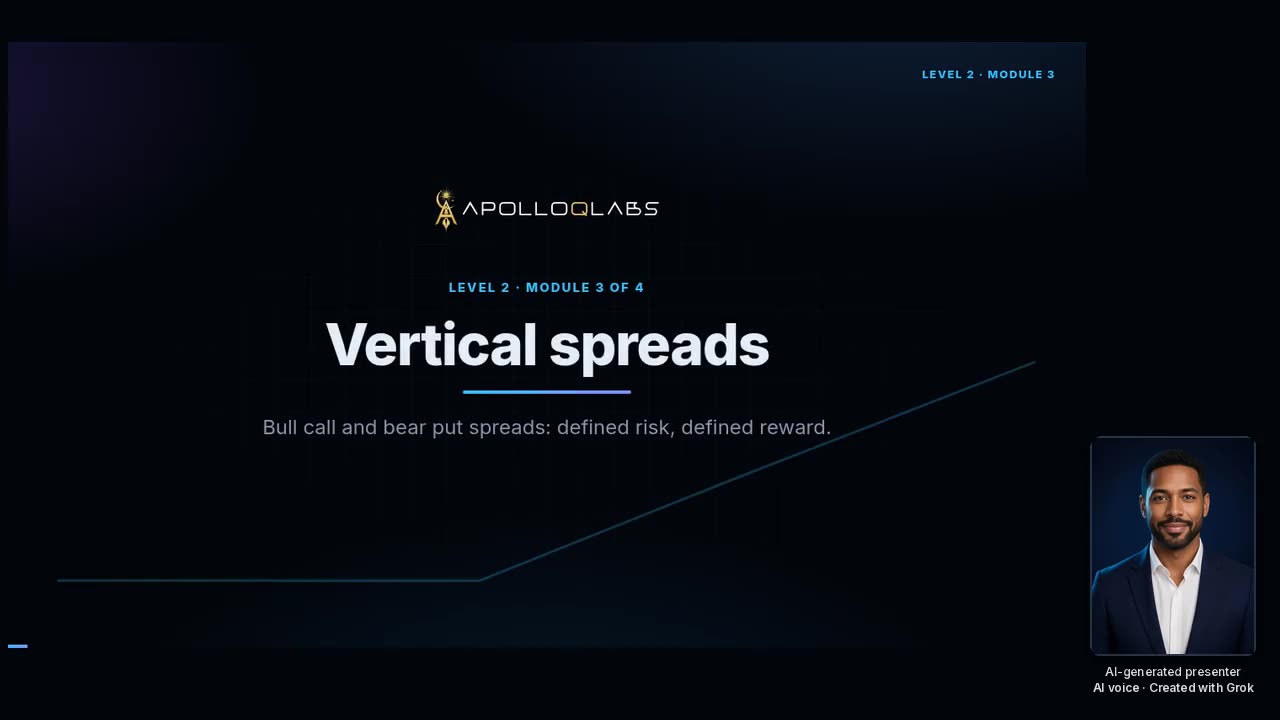 LEVEL 2 · MODULE 3
APOLLOQLABS
LEVEL 2 · MODULE 3 OF 4
Vertical spreads
Bull call and bear put spreads: defined risk, defined reward.
AI-generated presenter
AI voice · Created with Grok